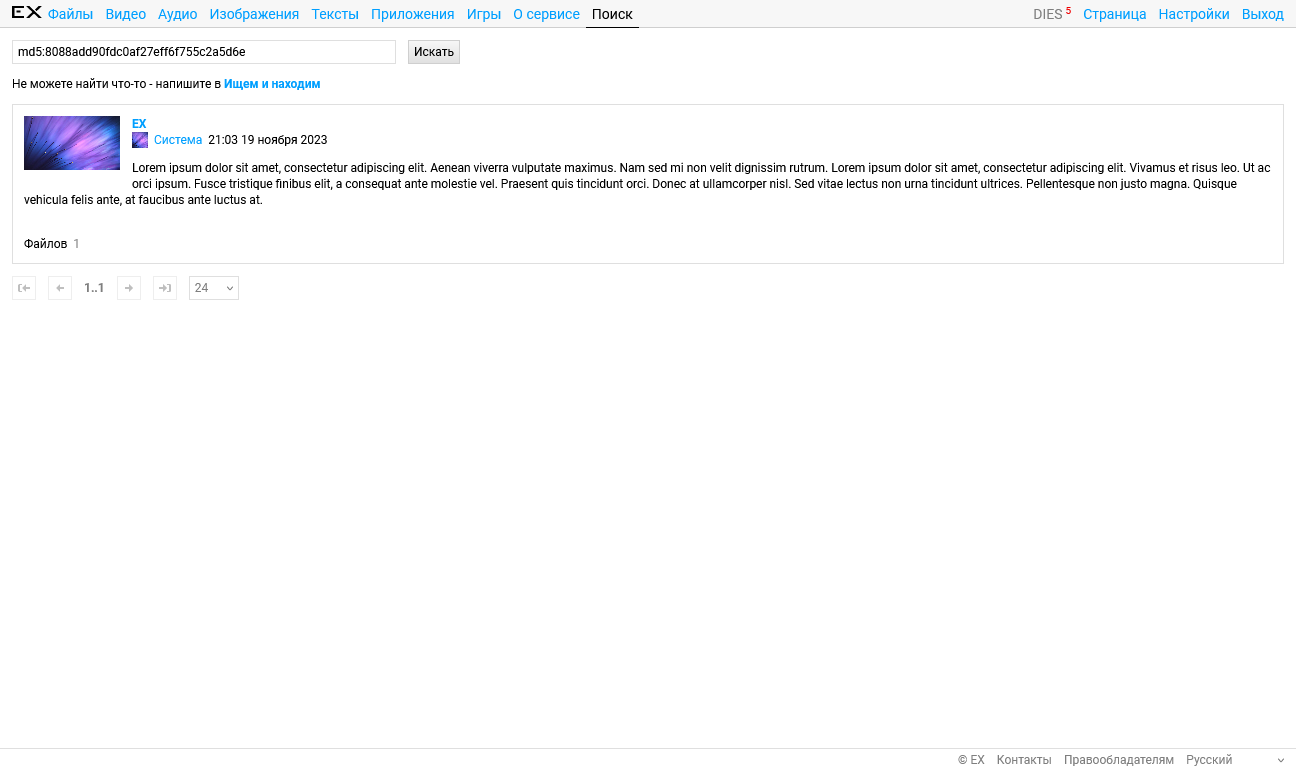 EX Файлы Видео Аудио Изображения Тексты Приложения Игры О сервисе Поиск DIES 5 Страница Настройки Выход
md5:8088add90fdc0af27eff6f755c2a5d6e Искать
Не можете найти что-то - напишите в Ищем и находим
EX
Система 21:03 19 ноября 2023
Lorem ipsum dolor sit amet, consectetur adipiscing elit. Aenean viverra vulputate maximus. Nam sed mi non velit dignissim rutrum. Lorem ipsum dolor sit amet, consectetur adipiscing elit. Vivamus et risus leo. Ut ac
orci ipsum. Fusce tristique finibus elit, a consequat ante molestie vel. Praesent quis tincidunt orci. Donec at ullamcorper nisl. Sed vitae lectus non urna tincidunt ultrices. Pellentesque non justo magna. Quisque
vehicula felis ante, at faucibus ante luctus at.
Файлов 1
1..1 24
© EX Контакты Правообладателям Русский